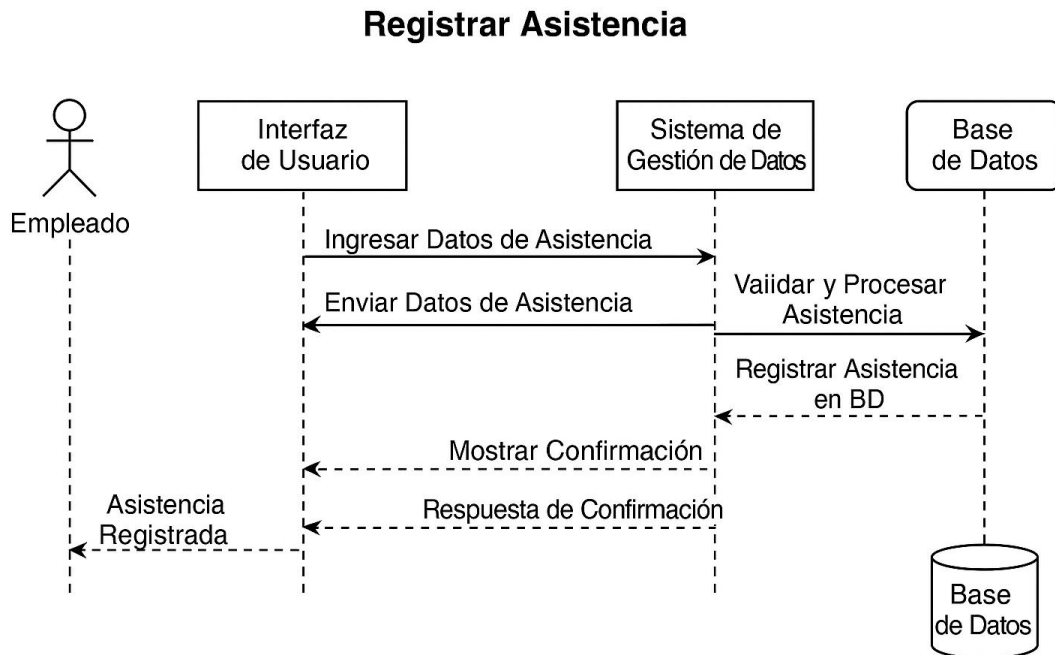 Registrar Asistencia
Empleado
Interfaz
de Usuario
Sistema de
Gestión de Datos
Base
de Datos
Ingresar Datos de Asistencia
Enviar Datos de Asistencia
Vaiidar y Procesar
Asistencia
Registrar Asistencia
en BD
Mostrar Confirmación
Respuesta de Confirmación
Asistencia
Registrada
Base
de Datos